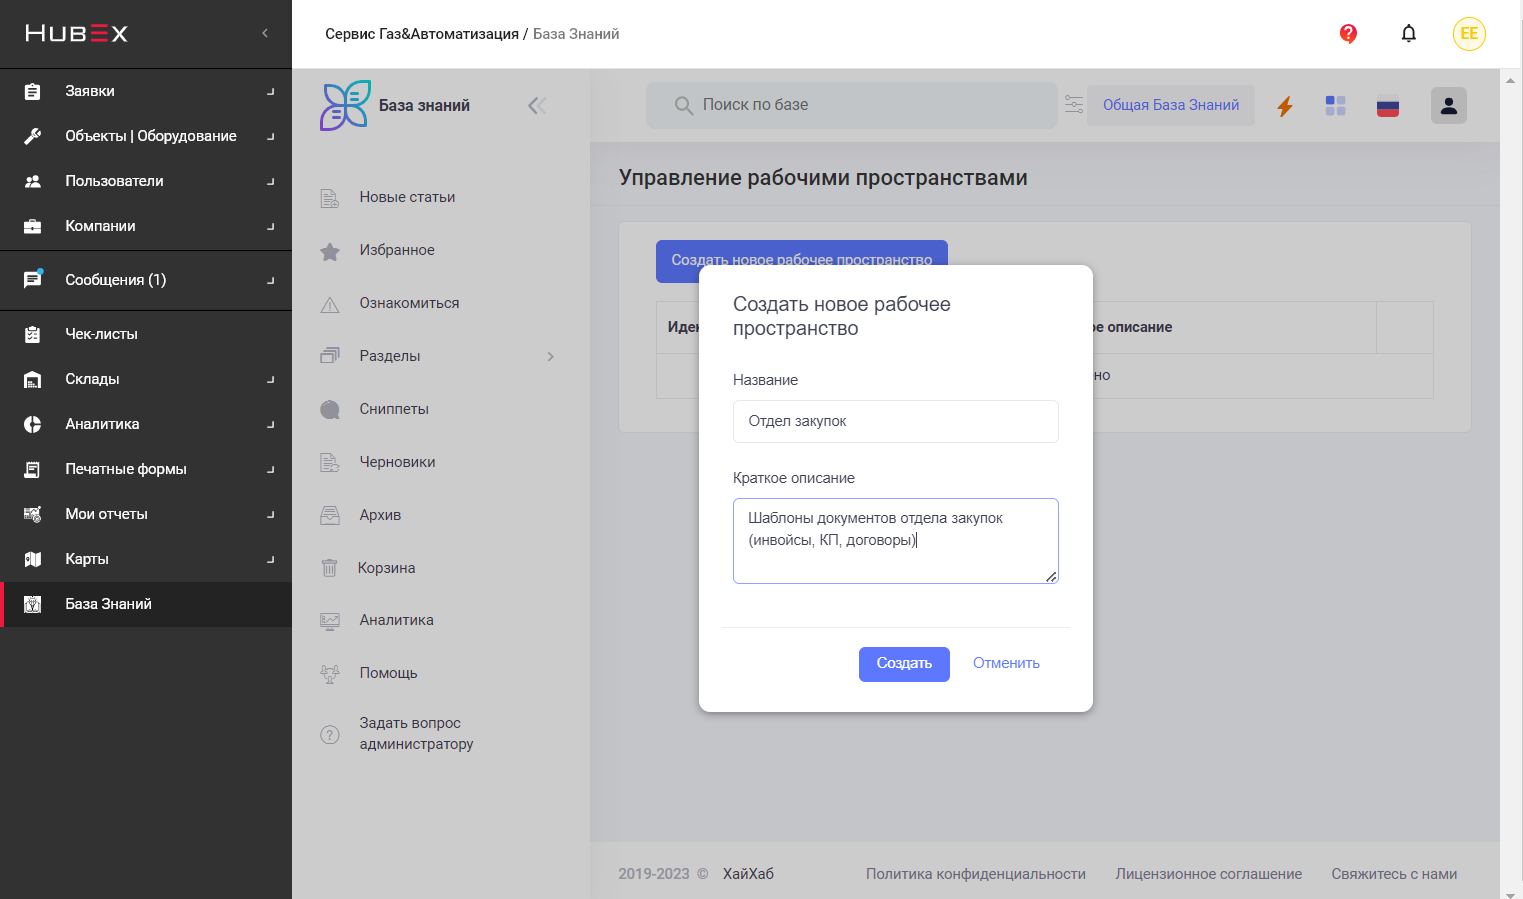 HUBEX
Сервис Газ&Автоматизация / База Знаний
EE
Заявки
Объекты | Оборудование
Пользователи
Компании
Сообщения (1)
Чек-листы
Склады
Аналитика
Печатные формы
Мои отчеты
Карты
База Знаний
База знаний
Новые статьи
Избранное
Ознакомиться
Разделы
Сниппеты
Черновики
Архив
Корзина
Аналитика
Помощь
Задать вопрос
администратору
Поиск по базе
Общая База Знаний
Управление рабочими пространствами
Создать новое рабочее пространство
Иде
е описание
но
Создать новое рабочее
пространство
Название
Отдел закупок
Краткое описание
Шаблоны документов отдела закупок
(инвойсы, КП, договоры)
Создать
Отменить
2019-2023 © ХайХаб
Политика конфиденциальности
Лицензионное соглашение
Свяжитесь с нами